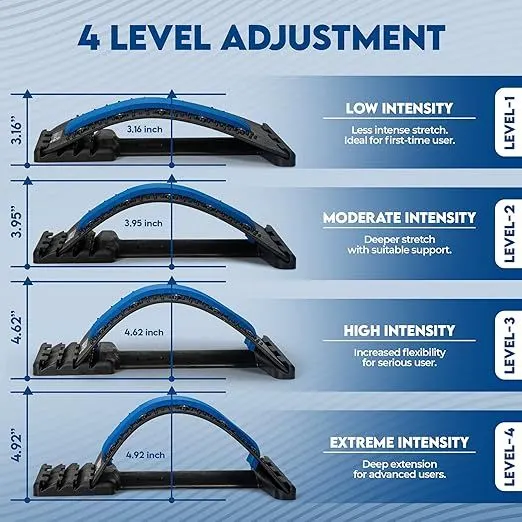 4 LEVEL ADJUSTMENT
3.16”
3.16 inch
LOW INTENSITY
Less intense stretch.
Ideal for first-time user.
LEVEL-1
3.95”
3.95 inch
MODERATE INTENSITY
Deeper stretch
with suitable support.
LEVEL-2
4.62”
4.62 inch
HIGH INTENSITY
Increased flexibility
for serious user.
LEVEL-3
4.92”
4.92 inch
EXTREME INTENSITY
Deep extension
for advanced users.
LEVEL-4